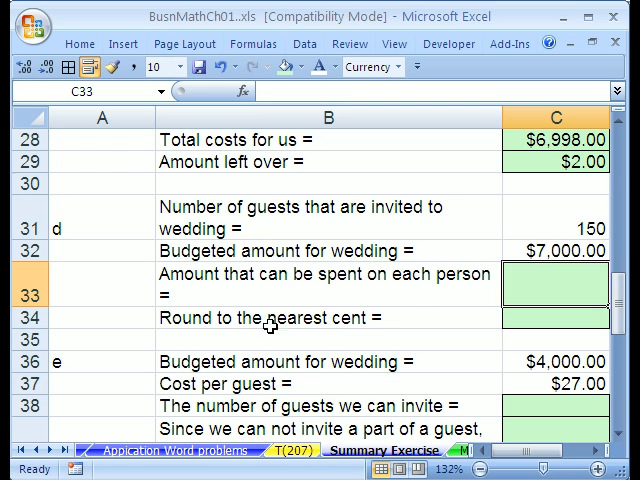 BusnMathCh01..xls [Compatibility Mode] - Microsoft Excel
Home Insert Page Layout Formulas Data Review View Developer Add-Ins
10 Currency
C33 fx
A B C
28 Total costs for us = $6,998.00
29 Amount left over = $2.00
30
Number of guests that are invited to
31 d wedding = 150
32 Budgeted amount for wedding = $7,000.00
Amount that can be spent on each person
33 =
34 Round to the nearest cent =
35
36 e Budgeted amount for wedding = $4,000.00
37 Cost per guest = $27.00
38 The number of guests we can invite =
Since we can not invite a part of a guest,
Appication Word problems T(207) Summary Exercise M
Ready 132%